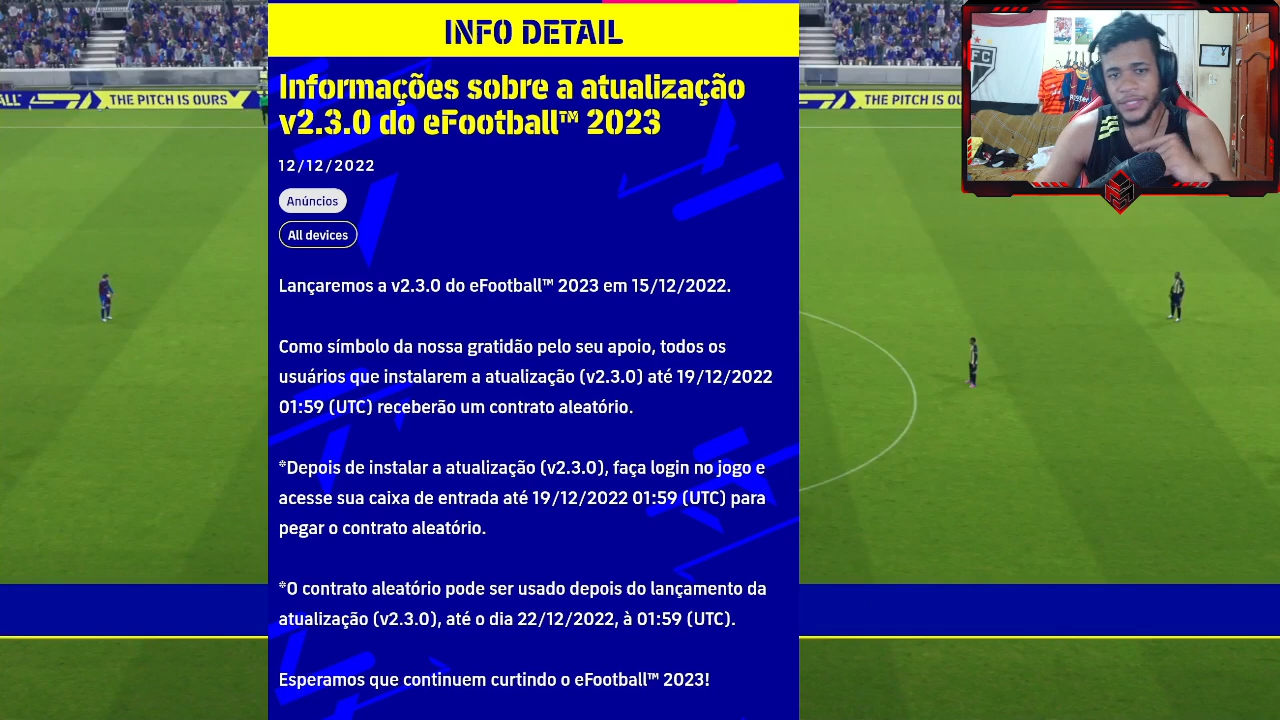 INFO DETAIL
Informações sobre a atualização
v2.3.0 do eFootball™ 2023
12/12/2022
Anúncios
All devices
Lançaremos a v2.3.0 do eFootball™ 2023 em 15/12/2022.
Como símbolo da nossa gratidão pelo seu apoio, todos os
usuários que instalarem a atualização (v2.3.0) até 19/12/2022
01:59 (UTC) receberão um contrato aleatório.
*Depois de instalar a atualização (v2.3.0), faça login no jogo e
acesse sua caixa de entrada até 19/12/2022 01:59 (UTC) para
pegar o contrato aleatório.
*O contrato aleatório pode ser usado depois do lançamento da
atualização (v2.3.0), até o dia 22/12/2022, à 01:59 (UTC).
Esperamos que continuem curtindo o eFootball™ 2023!
THE PITCH IS OURS
THE PITCH IS OU
FC